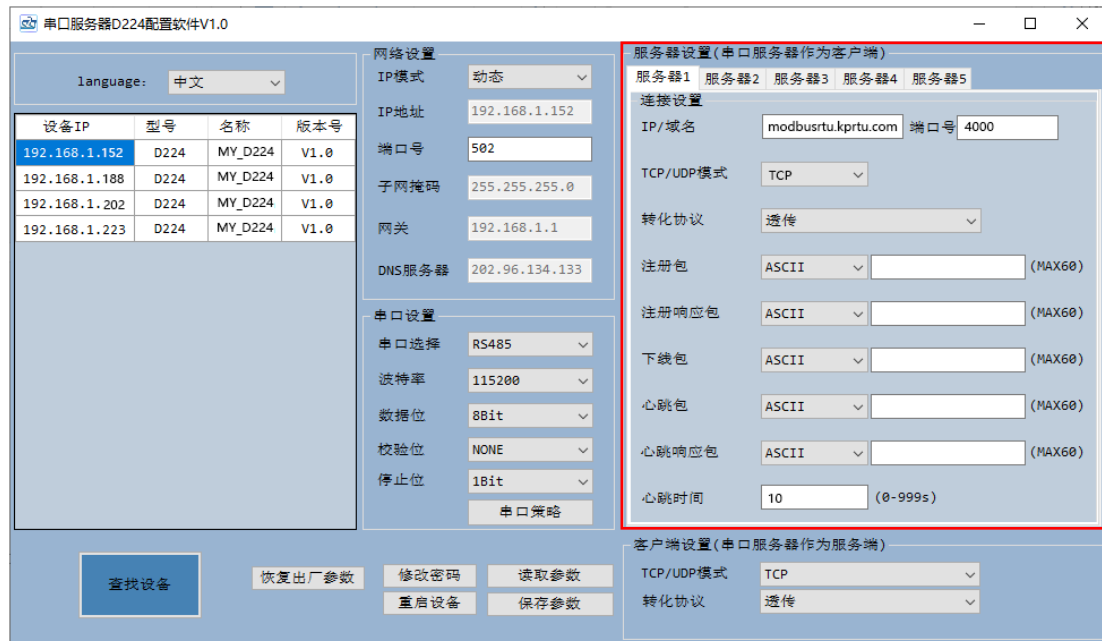 串口服务器D224配置软件V1.0
language: 中文
设备IP 型号 名称 版本号
192.168.1.152 D224 MY_D224 V1.0
192.168.1.188 D224 MY_D224 V1.0
192.168.1.202 D224 MY_D224 V1.0
192.168.1.223 D224 MY_D224 V1.0
查找设备
恢复出厂参数
修改密码
读取参数
重启设备
保存参数
网络设置
IP模式 动态
IP地址 192.168.1.152
端口号 502
子网掩码 255.255.255.0
网关 192.168.1.1
DNS服务器 202.96.134.133
串口设置
串口选择 RS485
波特率 115200
数据位 8Bit
校验位 NONE
停止位 1Bit
串口策略
服务器设置(串口服务器作为客户端)
服务器1 服务器2 服务器3 服务器4 服务器5
连接设置
IP/域名 modbusrtu.kprtu.com 端口号 4000
TCP/UDP模式 TCP
转化协议 透传
注册包 ASCII (MAX60)
注册响应包 ASCII (MAX60)
下线包 ASCII (MAX60)
心跳包 ASCII (MAX60)
心跳响应包 ASCII (MAX60)
心跳时间 10 (0-999s)
客户端设置(串口服务器作为服务端)
TCP/UDP模式 TCP
转化协议 透传